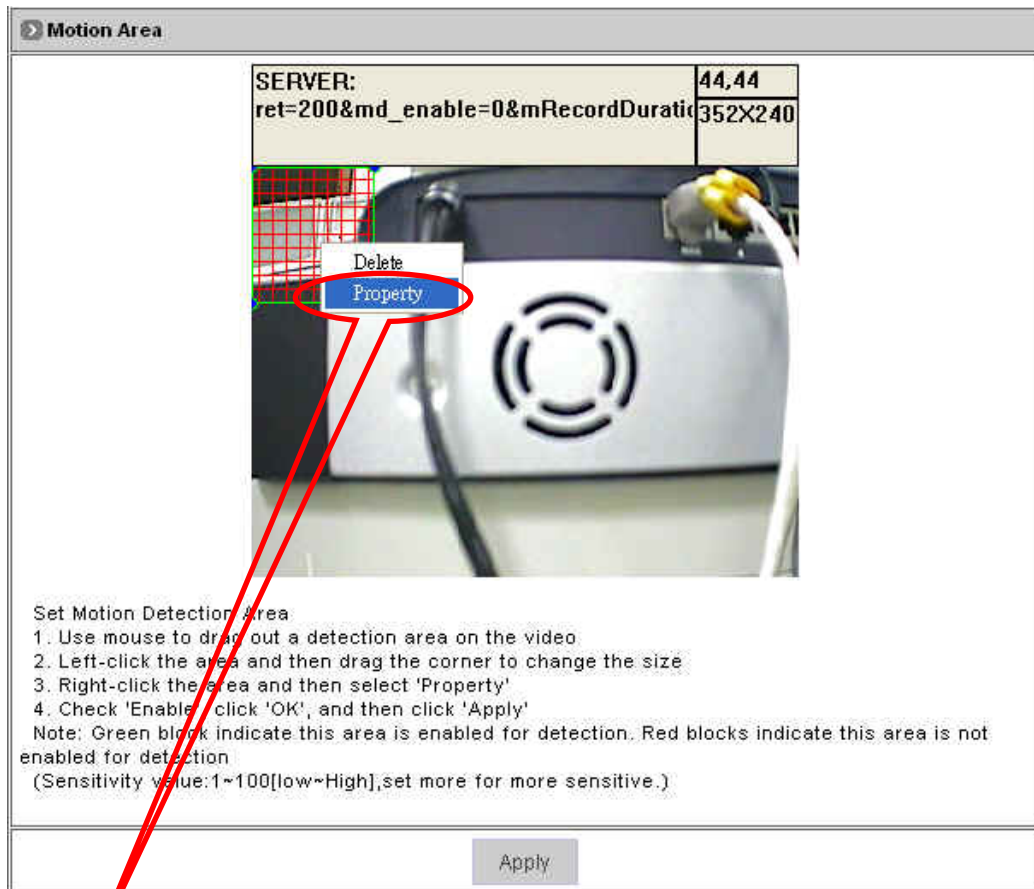 Motion Area
SERVER:
ret=200&md_enable=0&mRecordDuratio
44,44
352X240
Delete
Property
Set Motion Detection Area
1. Use mouse to drag out a detection area on the video
2. Left-click the area and then drag the corner to change the size
3. Right-click the area and then select 'Property'
4. Check 'Enable', click 'OK', and then click 'Apply'
Note: Green block indicate this area is enabled for detection. Red blocks indicate this area is not
enabled for detection
(Sensitivity value:1~100[low~High],set more for more sensitive.)
Apply